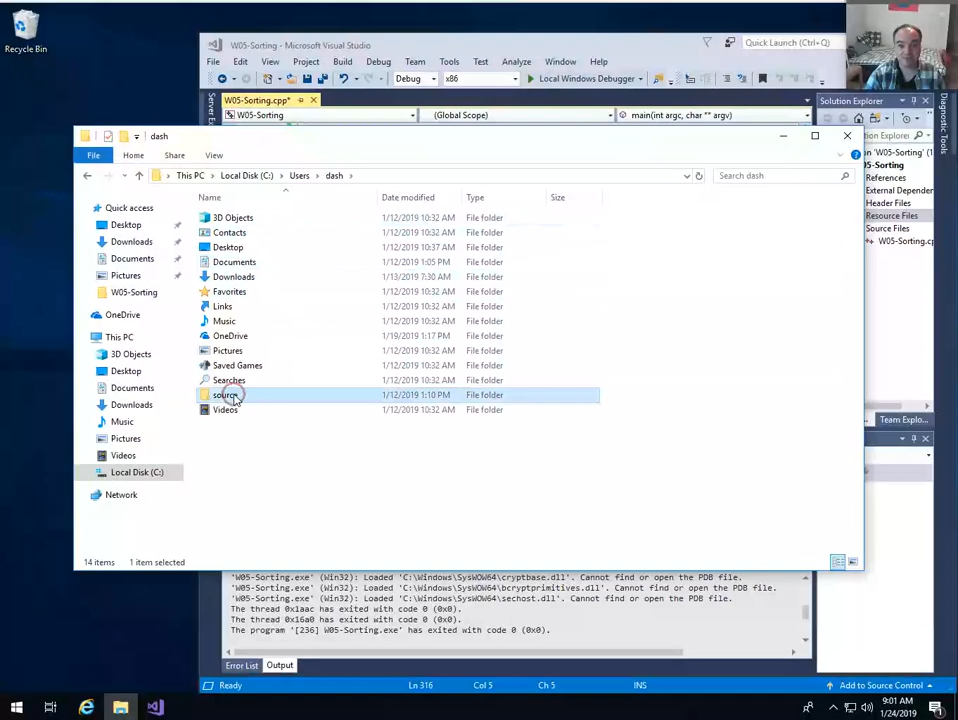 Recycle Bin
W05-Sorting - Microsoft Visual Studio
Quick Launch (Ctrl+Q)
File Edit View Project Build Debug Team Tools Test Analyze Window Help
Debug x86 Local Windows Debugger
W05-Sorting.cpp*
W05-Sorting (Global Scope) main(int argc, char ** argv)
Solution Explorer
Diagnostic Tools
dash
File Home Share View
This PC > Local Disk (C:) > Users > dash >
Search dash
Name Date modified Type Size
Quick access
Desktop
Downloads
Documents
Pictures
W05-Sorting
OneDrive
This PC
3D Objects
Desktop
Documents
Downloads
Music
Pictures
Videos
Local Disk (C:)
Network
3D Objects 1/12/2019 10:32 AM File folder
Contacts 1/12/2019 10:32 AM File folder
Desktop 1/12/2019 10:37 AM File folder
Documents 1/12/2019 1:05 PM File folder
Downloads 1/13/2019 7:30 AM File folder
Favorites 1/12/2019 10:32 AM File folder
Links 1/12/2019 10:32 AM File folder
Music 1/12/2019 10:32 AM File folder
OneDrive 1/19/2019 1:17 PM File folder
Pictures 1/12/2019 10:32 AM File folder
Saved Games 1/12/2019 10:32 AM File folder
Searches 1/12/2019 10:32 AM File folder
source 1/12/2019 1:10 PM File folder
Videos 1/12/2019 10:32 AM File folder
14 items 1 item selected
Explorer
'W05-Sorting'
05-Sorting
References
External Dependen
Header Files
Resource Files
Source Files
W05-Sorting.cp
Team Explo...
'W05-Sorting.exe' (Win32): Loaded 'C:\Windows\SysWOW64\cryptbase.dll'. Cannot find or open the PDB file.
'W05-Sorting.exe' (Win32): Loaded 'C:\Windows\SysWOW64\bcryptprimitives.dll'. Cannot find or open the PDB file.
'W05-Sorting.exe' (Win32): Loaded 'C:\Windows\SysWOW64\sechost.dll'. Cannot find or open the PDB file.
The thread 0x1aac has exited with code 0 (0x0).
The thread 0x16a0 has exited with code 0 (0x0).
The program '[236] W05-Sorting.exe' has exited with code 0 (0x0).
Error List Output
Ready Ln 316 Col 5 Ch 5 INS Add to Source Control
9:01 AM
1/24/2019